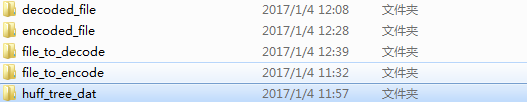 decoded_file 2017/1/4 12:08 文件夹
encoded_file 2017/1/4 12:28 文件夹
file_to_decode 2017/1/4 12:39 文件夹
file_to_encode 2017/1/4 11:32 文件夹
huff_tree_dat 2017/1/4 11:57 文件夹